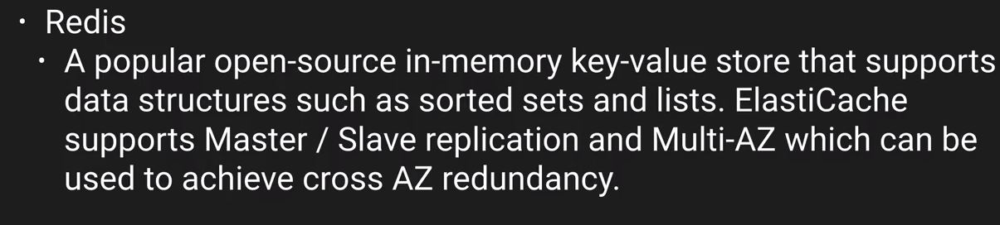 • Redis
• A popular open-source in-memory key-value store that supports
data structures such as sorted sets and lists. ElastiCache
supports Master / Slave replication and Multi-AZ which can be
used to achieve cross AZ redundancy.